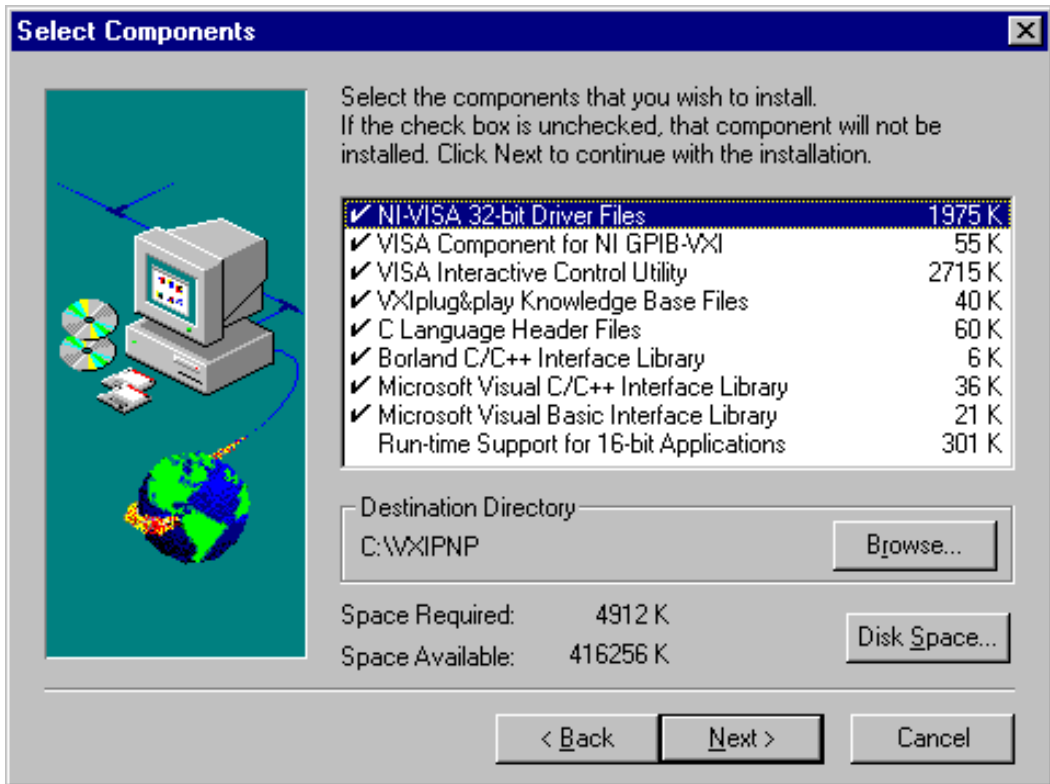 Select Components
Select the components that you wish to install.
If the check box is unchecked, that component will not be
installed. Click Next to continue with the installation.
✔ NI-VISA 32-bit Driver Files 1975 K
✔ VISA Component for NI GPIB-VXI 55 K
✔ VISA Interactive Control Utility 2715 K
✔ VXIplug&play Knowledge Base Files 40 K
✔ C Language Header Files 60 K
✔ Borland C/C++ Interface Library 6 K
✔ Microsoft Visual C/C++ Interface Library 36 K
✔ Microsoft Visual Basic Interface Library 21 K
Run-time Support for 16-bit Applications 301 K
Destination Directory
C:\VXIPNP
Browse...
Space Required: 4912 K
Space Available: 416256 K
Disk Space...
< Back
Next >
Cancel